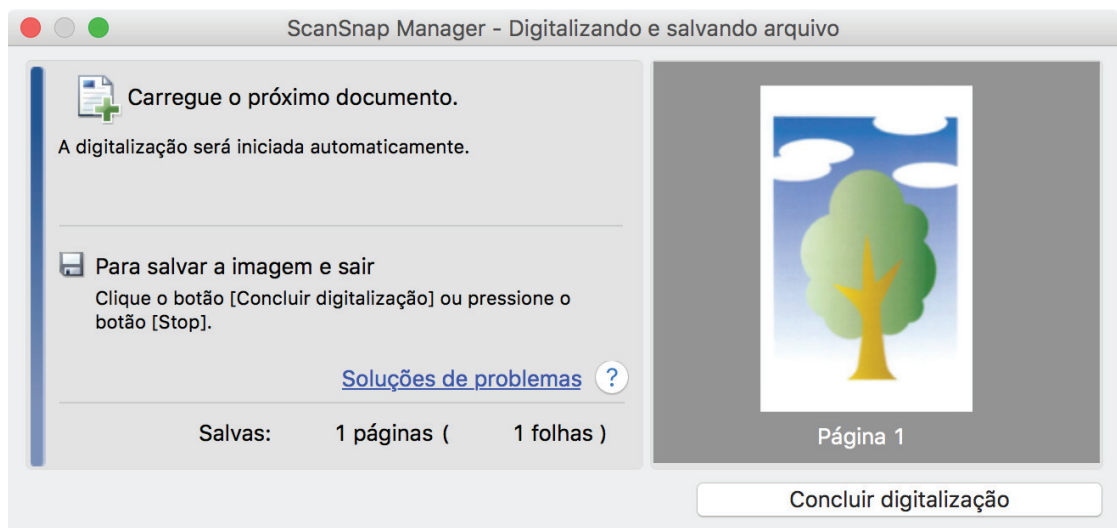 ScanSnap Manager - Digitalizando e salvando arquivo
Carregue o próximo documento.
A digitalização será iniciada automaticamente.
Para salvar a imagem e sair
Clique o botão [Concluir digitalização] ou pressione o
botão [Stop].
Soluções de problemas ?
Salvas: 1 páginas ( 1 folhas )
Página 1
Concluir digitalização